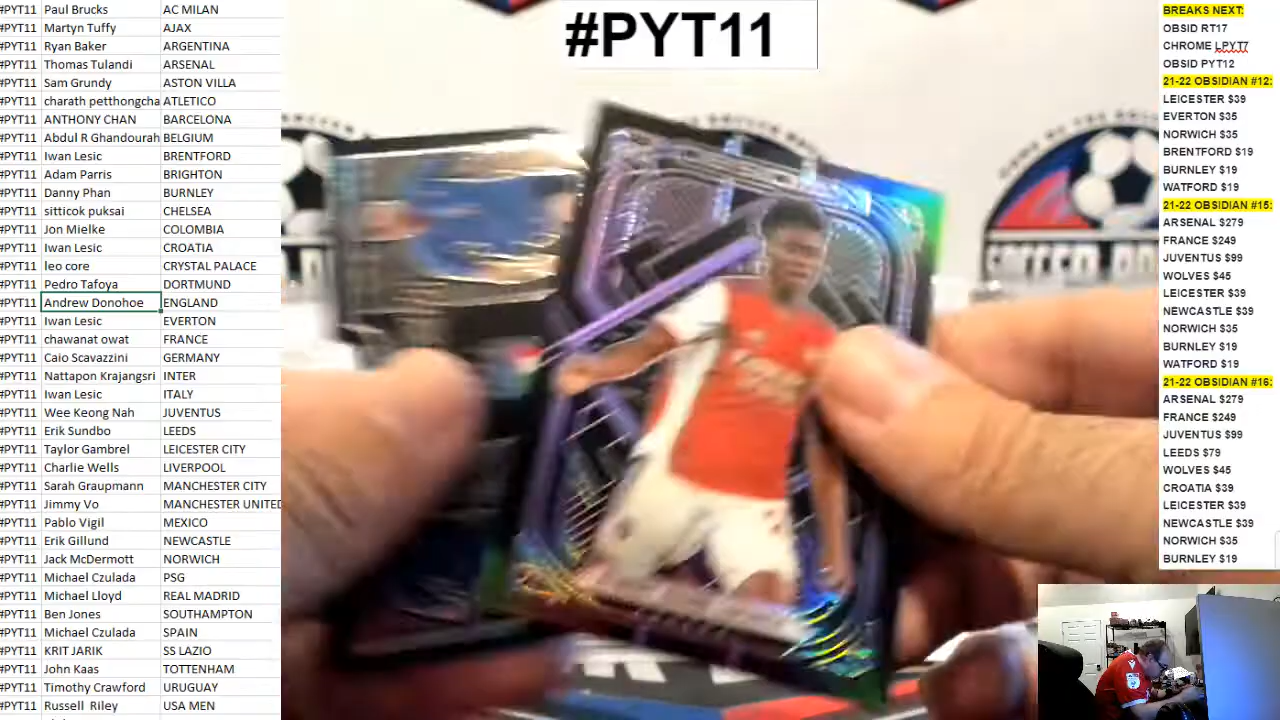 #PYT11
#PYT11 Paul Brucks AC MILAN
#PYT11 Martyn Tuffy AJAX
#PYT11 Ryan Baker ARGENTINA
#PYT11 Thomas Tulandi ARSENAL
#PYT11 Sam Grundy ASTON VILLA
#PYT11 charath petthongcha ATLETICO
#PYT11 ANTHONY CHAN BARCELONA
#PYT11 Abdul R Ghandourah BELGIUM
#PYT11 Iwan Lesic BRENTFORD
#PYT11 Adam Parris BRIGHTON
#PYT11 Danny Phan BURNLEY
#PYT11 sitticok puksai CHELSEA
#PYT11 Jon Mielke COLOMBIA
#PYT11 Iwan Lesic CROATIA
#PYT11 leo core CRYSTAL PALACE
#PYT11 Pedro Tafoya DORTMUND
#PYT11 Andrew Donohoe ENGLAND
#PYT11 Iwan Lesic EVERTON
#PYT11 chawanat owat FRANCE
#PYT11 Caio Scavazzini GERMANY
#PYT11 Nattapon Krajangsri INTER
#PYT11 Iwan Lesic ITALY
#PYT11 Wee Keong Nah JUVENTUS
#PYT11 Erik Sundbo LEEDS
#PYT11 Taylor Gambrel LEICESTER CITY
#PYT11 Charlie Wells LIVERPOOL
#PYT11 Sarah Graupmann MANCHESTER CITY
#PYT11 Jimmy Vo MANCHESTER UNITED
#PYT11 Pablo Vigil MEXICO
#PYT11 Erik Gillund NEWCASTLE
#PYT11 Jack McDermott NORWICH
#PYT11 Michael Czulada PSG
#PYT11 Michael Lloyd REAL MADRID
#PYT11 Ben Jones SOUTHAMPTON
#PYT11 Michael Czulada SPAIN
#PYT11 KRIT JARIK SS LAZIO
#PYT11 John Kaas TOTTENHAM
#PYT11 Timothy Crawford URUGUAY
#PYT11 Russell Riley USA MEN
BREAKS NEXT:
OBSID RT17
CHROME LPYT7
OBSID PYT12
21-22 OBSIDIAN #12:
LEICESTER $39
EVERTON $35
NORWICH $35
BRENTFORD $19
BURNLEY $19
WATFORD $19
21-22 OBSIDIAN #15:
ARSENAL $279
FRANCE $249
JUVENTUS $99
WOLVES $45
LEICESTER $39
NEWCASTLE $39
NORWICH $35
BURNLEY $19
WATFORD $19
21-22 OBSIDIAN #16:
ARSENAL $279
FRANCE $249
JUVENTUS $99
LEEDS $79
WOLVES $45
CROATIA $39
LEICESTER $39
NEWCASTLE $39
NORWICH $35
BURNLEY $19